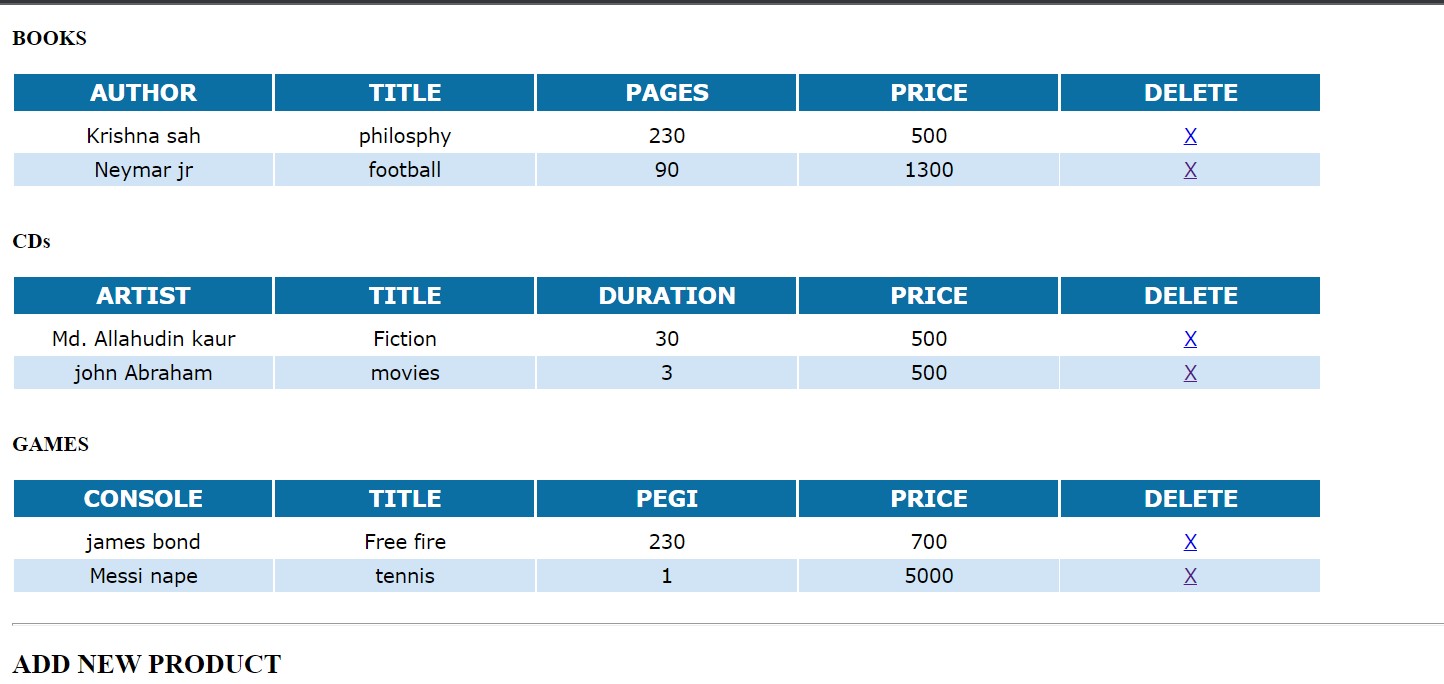 BOOKS
AUTHOR TITLE PAGES PRICE DELETE
Krishna sah philosphy 230 500 X
Neymar jr football 90 1300 X
CDs
ARTIST TITLE DURATION PRICE DELETE
Md. Allahudin kaur Fiction 30 500 X
john Abraham movies 3 500 X
GAMES
CONSOLE TITLE PEGI PRICE DELETE
james bond Free fire 230 700 X
Messi nape tennis 1 5000 X
ADD NEW PRODUCT